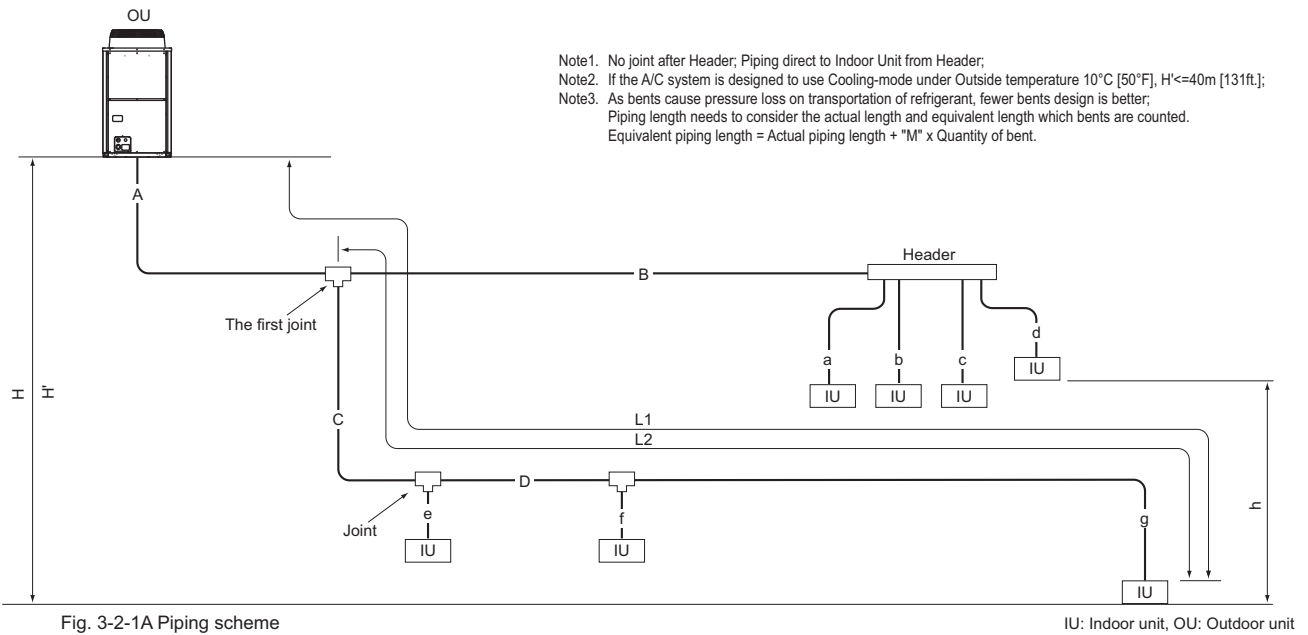 OU
Note1. No joint after Header; Piping direct to Indoor Unit from Header;
Note2. If the A/C system is designed to use Cooling-mode under Outside temperature 10°C [50°F], H'<=40m [131ft.];
Note3. As bents cause pressure loss on transportation of refrigerant, fewer bents design is better;
Piping length needs to consider the actual length and equivalent length which bents are counted.
Equivalent piping length = Actual piping length + "M" x Quantity of bent.
A
Header
B
The first joint
a
b
c
d
IU
IU
IU
IU
H
H'
C
L1
L2
D
h
Joint
e
f
g
IU
IU
IU
Fig. 3-2-1A Piping scheme
IU: Indoor unit, OU: Outdoor unit